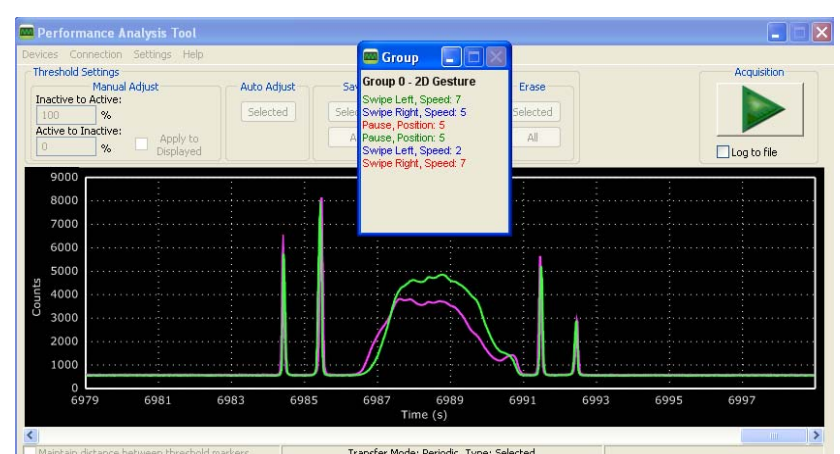 Performance Analysis Tool
Devices Connection Settings Help
Threshold Settings
Manual Adjust
Inactive to Active:
100 %
Active to Inactive:
0 %
Apply to
Displayed
Auto Adjust
Selected
Group
Group 0 - 2D Gesture
Swipe Left, Speed: 7
Swipe Right, Speed: 5
Pause, Position: 5
Pause, Position: 5
Swipe Left, Speed: 2
Swipe Right, Speed: 7
Erase
Selected
All
Acquisition
Log to file
9000
8000
7000
6000
5000
4000
3000
2000
1000
0
Counts
6979 6981 6983 6985 6987 6989 6991 6993 6995 6997
Time (s)
Maintain distance between threshold markers
Transfer Mode: Periodic, Type: Selected